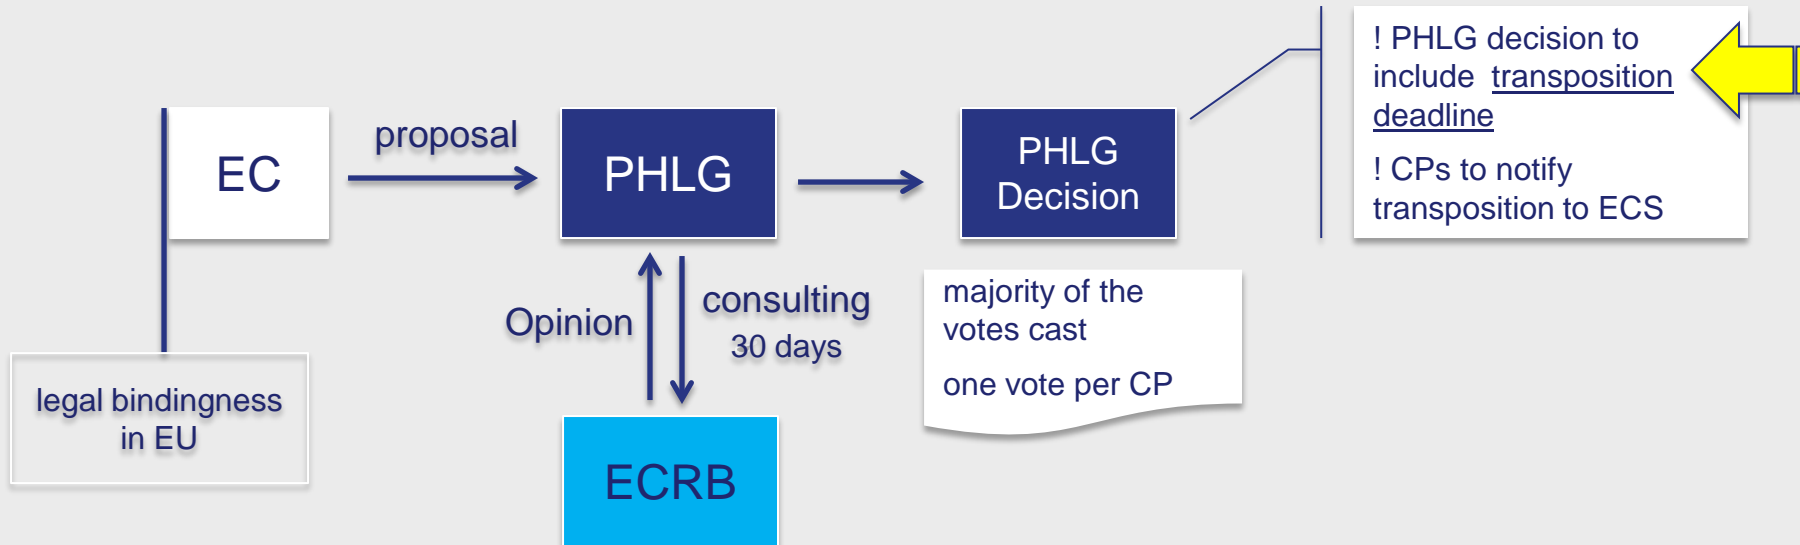 EC
proposal
PHLG
PHLG
Decision
! PHLG decision to
include transposition
deadline
! CPs to notify
transposition to ECS
legal bindingness
in EU
Opinion
consulting
30 days
ECRB
majority of the
votes cast
one vote per CP